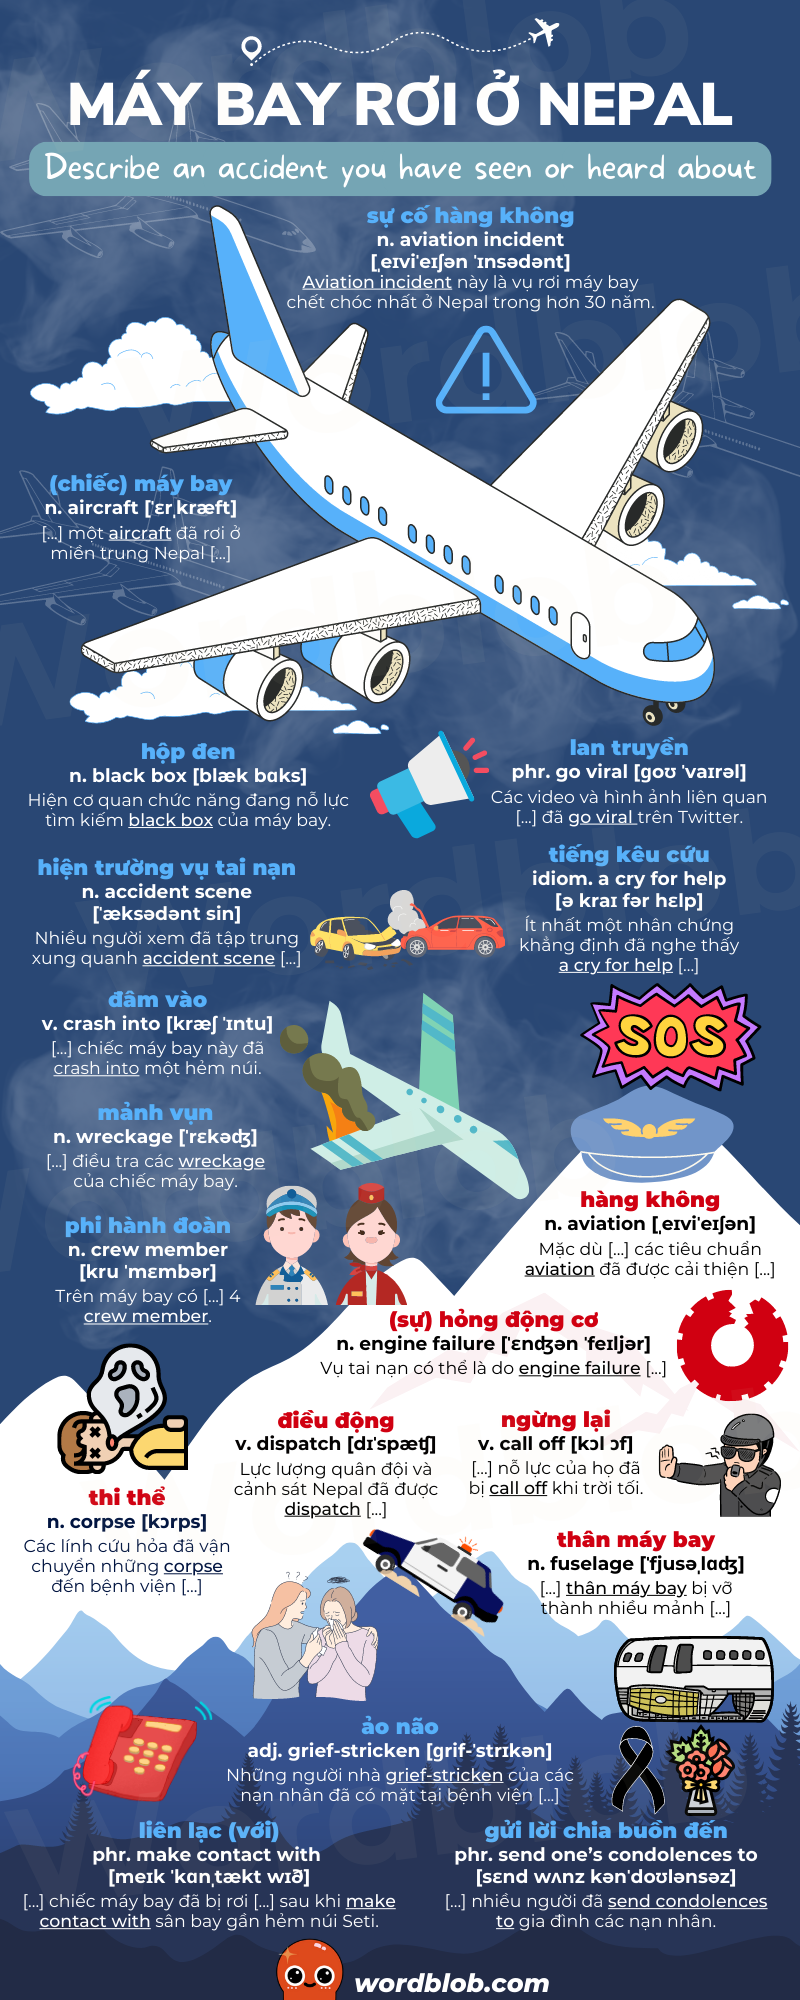 MÁY BAY RƠI Ở NEPAL
Describe an accident you have seen or heard about
sự cố hàng không
n. aviation incident
[ˌeɪviˈeɪʃən ˈɪnsədənt]
Aviation incident này là vụ rơi máy bay
chết chóc nhất ở Nepal trong hơn 30 năm.
(chiếc) máy bay
n. aircraft [ˈɛrˌkræft]
[...] một aircraft đã rơi ở
miền trung Nepal [...]
hộp đen
n. black box [blæk bɑks]
Hiện cơ quan chức năng đang nỗ lực
tìm kiếm black box của máy bay.
lan truyền
phr. go viral [goʊ ˈvaɪrəl]
Các video và hình ảnh liên quan
[...] đã go viral trên Twitter.
hiện trường vụ tai nạn
n. accident scene
[ˈæksədənt sin]
Nhiều người xem đã tập trung
xung quanh accident scene [...]
tiếng kêu cứu
idiom. a cry for help
[ə kraɪ fər hɛlp]
Ít nhất một nhân chứng
khẳng định đã nghe thấy
a cry for help [...]
đâm vào
v. crash into [kræʃ ˈɪntu]
[...] chiếc máy bay này đã
crash into một hẻm núi.
SOS
mảnh vụn
n. wreckage [ˈrɛkəʤ]
[...] điều tra các wreckage
của chiếc máy bay.
phi hành đoàn
n. crew member
[kru ˈmɛmbər]
Trên máy bay có [...] 4
crew member.
hàng không
n. aviation [ˌeɪviˈeɪʃən]
Mặc dù [...] các tiêu chuẩn
aviation đã được cải thiện [...]
(sự) hỏng động cơ
n. engine failure [ˈɛnʤən ˈfeɪljər]
Vụ tai nạn có thể là do engine failure [...]
điều động
v. dispatch [dɪˈspæʧ]
Lực lượng quân đội và
cảnh sát Nepal đã được
dispatch [...]
ngừng lại
v. call off [kɔl ɔf]
[...] nỗ lực của họ đã
bị call off khi trời tối.
thi thể
n. corpse [kɔrps]
Các lính cứu hỏa đã vận
chuyển những corpse
đến bệnh viện [...]
thân máy bay
n. fuselage [ˈfjusəˌlɑʤ]
[...] thân máy bay bị vỡ
thành nhiều mảnh [...]
? ? ?
ảo não
adj. grief-stricken [grif-ˈstrɪkən]
Những người nhà grief-stricken của các
nạn nhân đã có mặt tại bệnh viện [...]
liên lạc (với)
phr. make contact with
[meɪk ˈkɑnˌtækt wɪð]
[...] chiếc máy bay đã bị rơi [...] sau khi make
contact with sân bay gần hẻm núi Seti.
gửi lời chia buồn đến
phr. send one’s condolences to
[sɛnd wʌnz kənˈdoʊlənsəz]
[...] nhiều người đã send condolences
to gia đình các nạn nhân.
wordblob.com